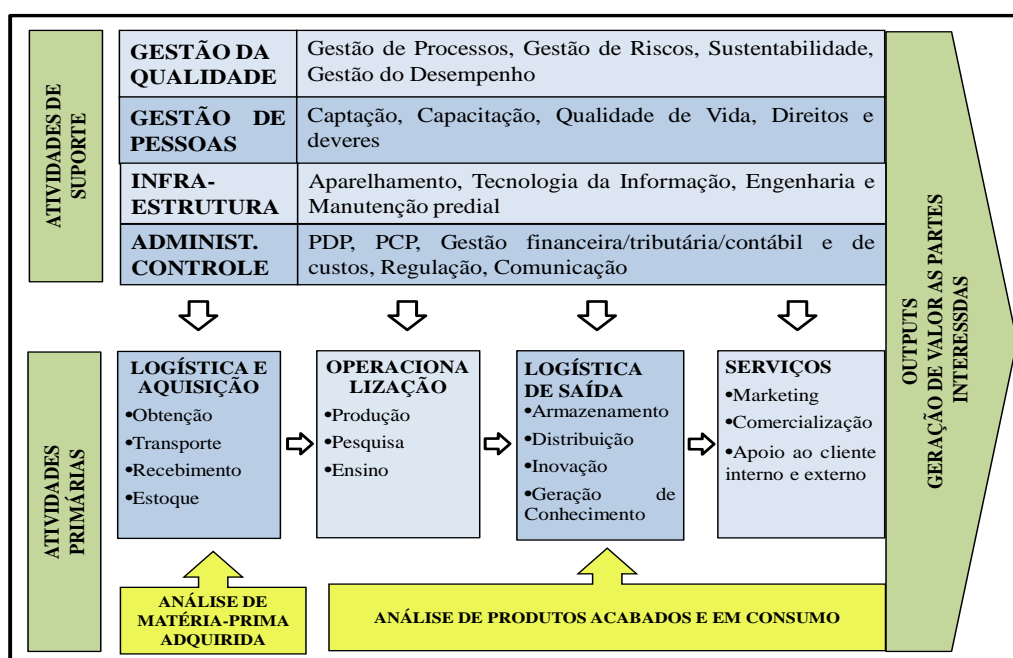 ATIVIDADES DE
SUPORTE
GESTÃO DA
QUALIDADE
Gestão de Processos, Gestão de Riscos, Sustentabilidade,
Gestão do Desempenho
GESTÃO DE
PESSOAS
Captação, Capacitação, Qualidade de Vida, Direitos e
deveres
INFRA-
ESTRUTURA
Aparelhamento, Tecnologia da Informação, Engenharia e
Manutenção predial
ADMINIST.
CONTROLE
PDP, PCP, Gestão financeira/tributária/contábil e de
custos, Regulação, Comunicação
ATIVIDADES
PRIMÁRIAS
LOGÍSTICA E
AQUISIÇÃO
•Obtenção
•Transporte
•Recebimento
•Estoque
OPERACIONA
LIZAÇÃO
•Produção
•Pesquisa
•Ensino
LOGÍSTICA
DE SAÍDA
•Armazenamento
•Distribuição
•Inovação
•Geração de
Conhecimento
SERVIÇOS
•Marketing
•Comercialização
•Apoio ao cliente
interno e externo
ANÁLISE DE
MATÉRIA-PRIMA
ADQUIRIDA
ANÁLISE DE PRODUTOS ACABADOS E EM CONSUMO
OUTPUTS
GERAÇÃO DE VALOR AS PARTES
INTERESSDAS